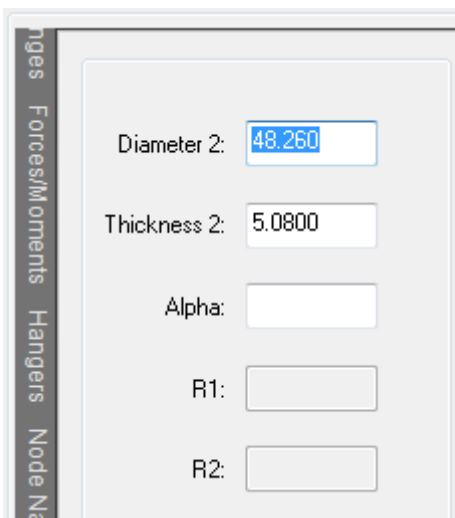 nges
Forces/Moments
Hangers
Node Na
Diameter 2: 48.260
Thickness 2: 5.0800
Alpha:
R1:
R2: